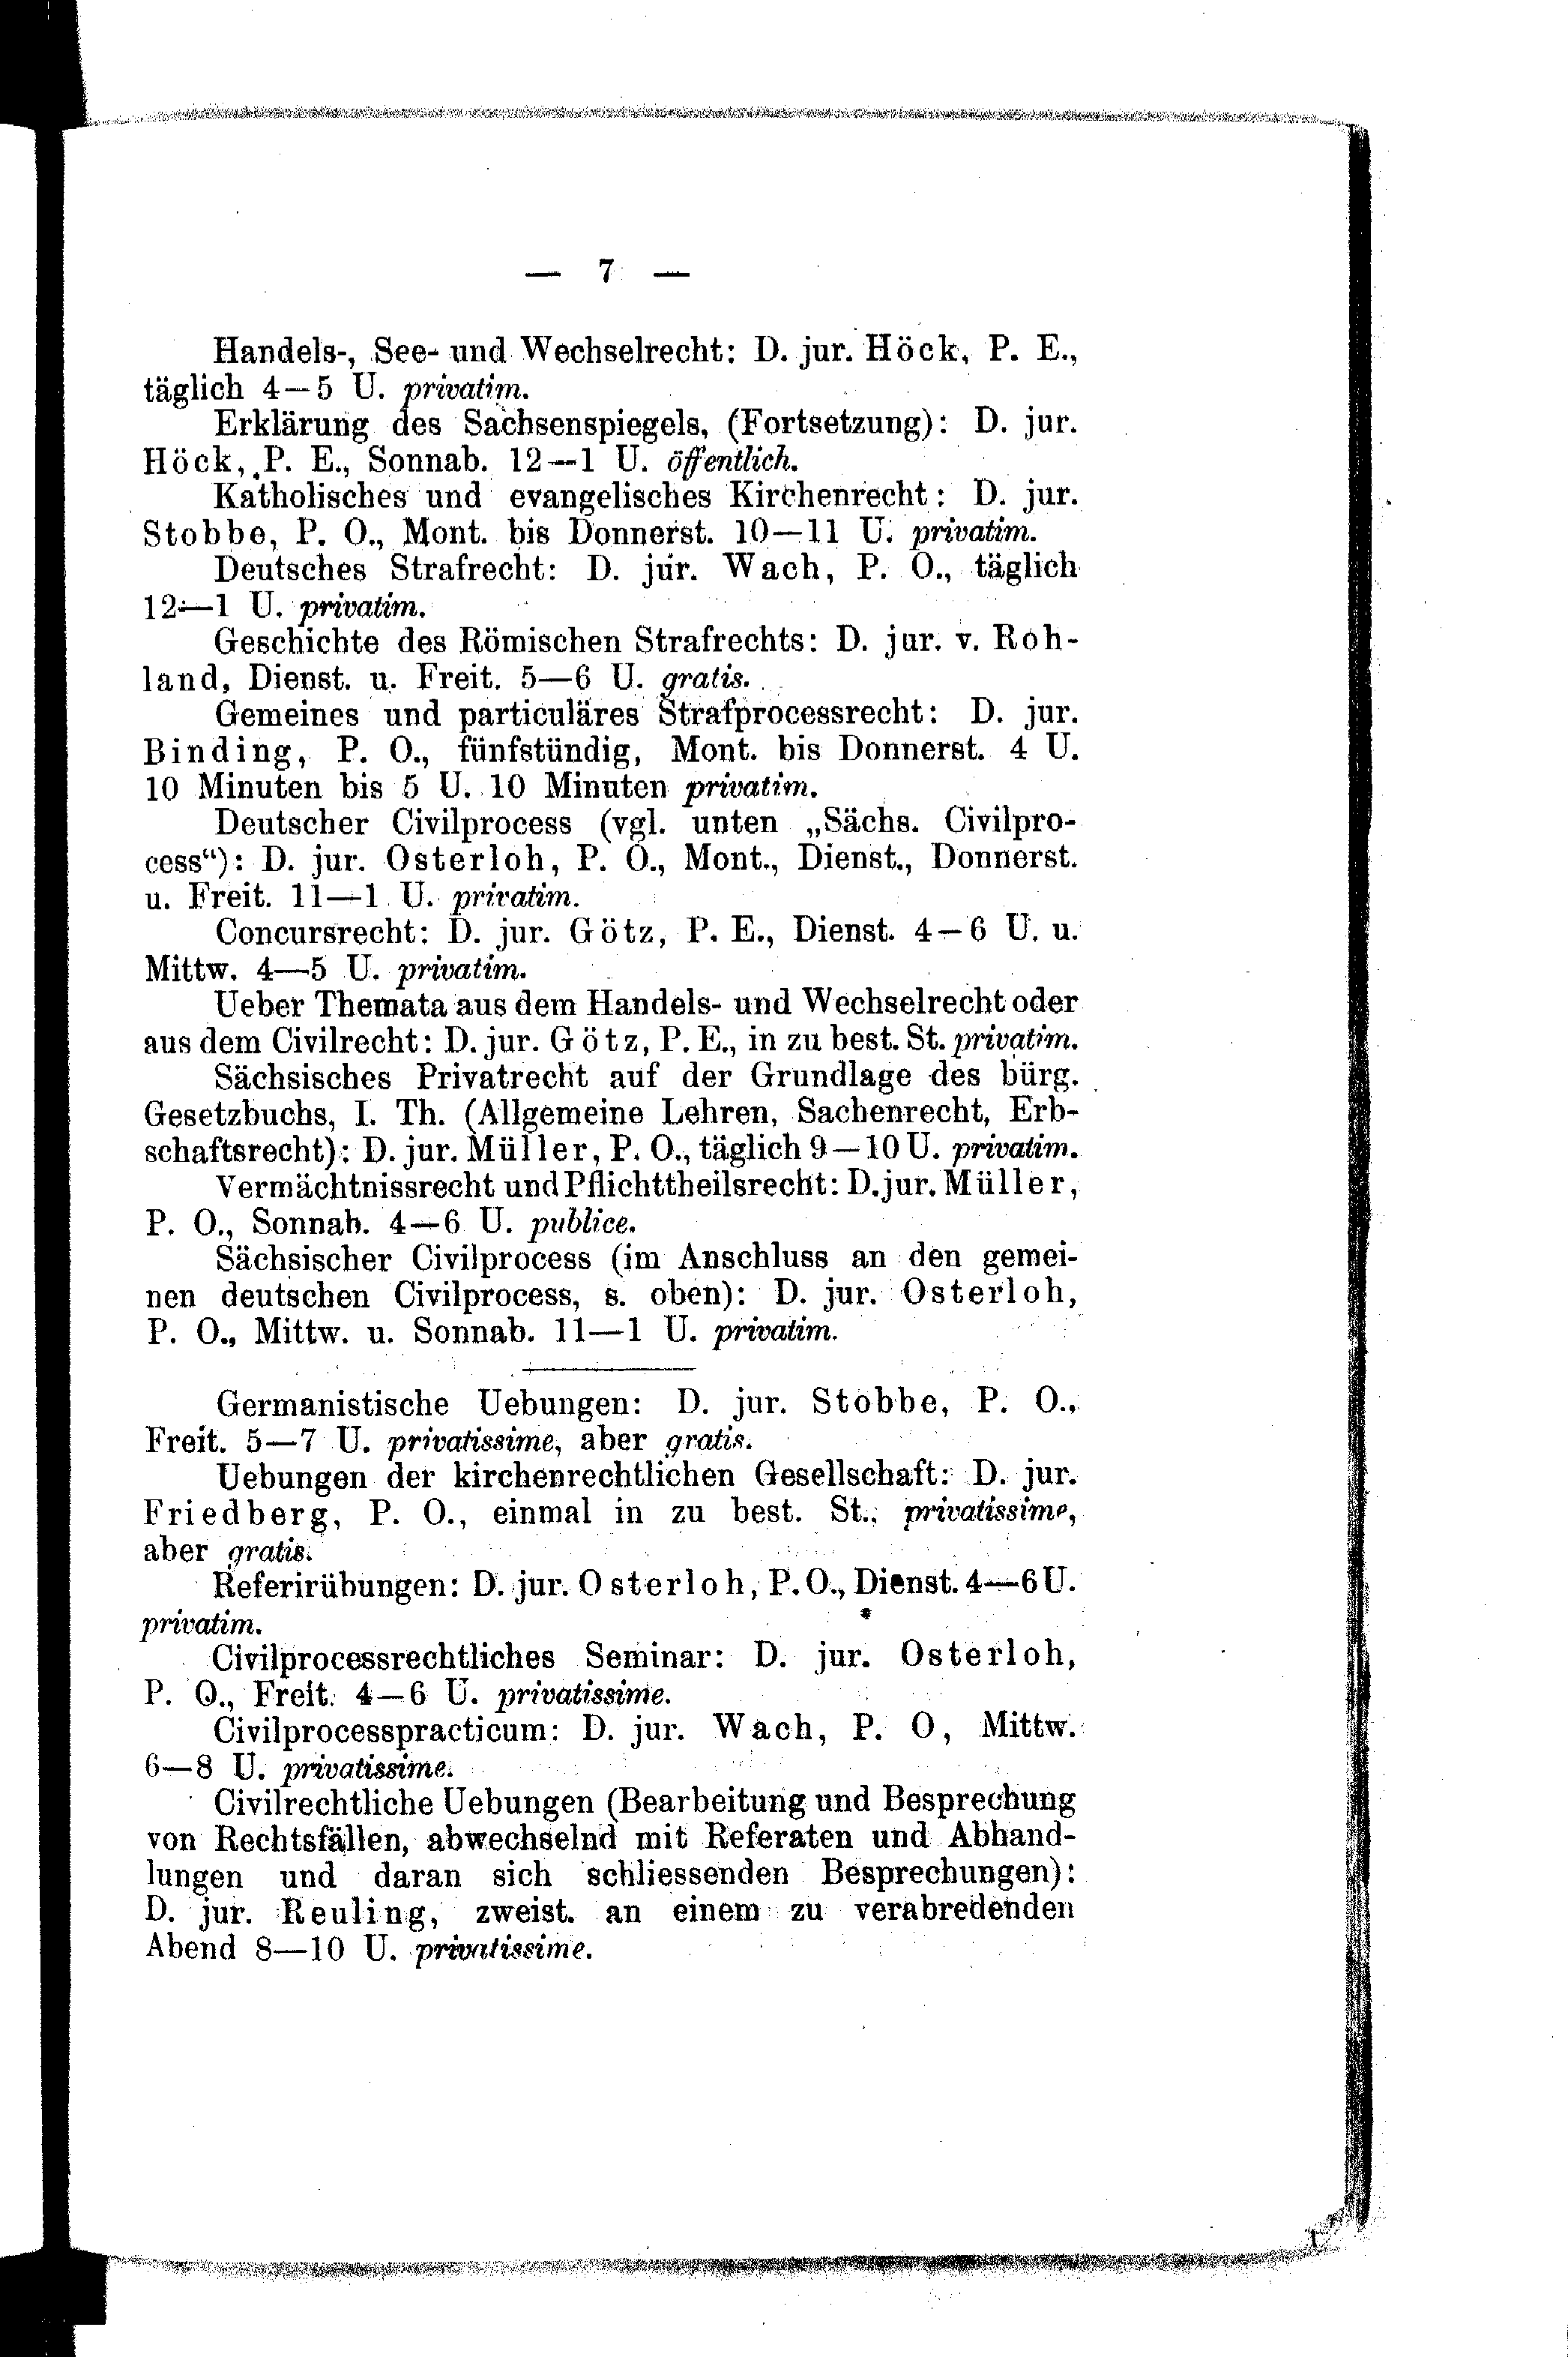 — 7 —
Handels-, See- und Wechselrecht: D. jur. Höck, P. E.,
täglich 4—5 U. privatim.
Erklärung des Sachsenspiegels, (Fortsetzung): D. jur.
Höck, P. E., Sonnab. 12—1 U. öffentlich.
Katholisches und evangelisches Kirchenrecht: D. jur.
Stobbe, P. O., Mont. bis Donnerst. 10—11 U. privatim.
Deutsches Strafrecht: D. jur. Wach, P. O., täglich
12—1 U. privatim.
Geschichte des Römischen Strafrechts: D. jur. v. Roh-
land, Dienst. u. Freit. 5—6 U. gratis.
Gemeines und particuläres Strafprocessrecht: D. jur.
Binding, P. O., fünfstündig, Mont. bis Donnerst. 4 U.
10 Minuten bis 5 U. 10 Minuten privatim.
Deutscher Civilprocess (vgl. unten „Sächs. Civilpro-
cess“): D. jur. Osterloh, P. O., Mont., Dienst., Donnerst.
u. Freit. 11—1 U. privatim.
Concursrecht: D. jur. Götz, P. E., Dienst. 4—6 U. u.
Mittw. 4—5 U. privatim.
Ueber Themata aus dem Handels- und Wechselrecht oder
aus dem Civilrecht: D. jur. Götz, P. E., in zu best. St. privatim.
Sächsisches Privatrecht auf der Grundlage des bürg.
Gesetzbuchs, I. Th. (Allgemeine Lehren, Sachenrecht, Erb-
schaftsrecht): D. jur. Müller, P. O., täglich 9—10 U. privatim.
Vermächtnissrecht und Pflichttheilsrecht: D. jur. Müller,
P. O., Sonnab. 4—6 U. publice.
Sächsischer Civilprocess (im Anschluss an den gemei-
nen deutschen Civilprocess, s. oben): D. jur. Osterloh,
P. O., Mittw. u. Sonnab. 11—1 U. privatim.
Germanistische Uebungen: D. jur. Stobbe, P. O.,
Freit. 5—7 U. privatissime, aber gratis.
Uebungen der kirchenrechtlichen Gesellschaft: D. jur.
Friedberg, P. O., einmal in zu best. St., privatissime,
aber gratis.
Referirübungen: D. jur. Osterloh, P. O., Dienst. 4—6 U.
privatim.
Civilprocessrechtliches Seminar: D. jur. Osterloh,
P. O., Freit. 4—6 U. privatissime.
Civilprocesspracticum: D. jur. Wach, P. O, Mittw.
6—8 U. privatissime.
Civilrechtliche Uebungen (Bearbeitung und Besprechung
von Rechtsfällen, abwechselnd mit Referaten und Abhand-
lungen und daran sich schliessenden Besprechungen):
D. jur. Reuling, zweist. an einem zu verabredenden
Abend 8—10 U. privatissime.